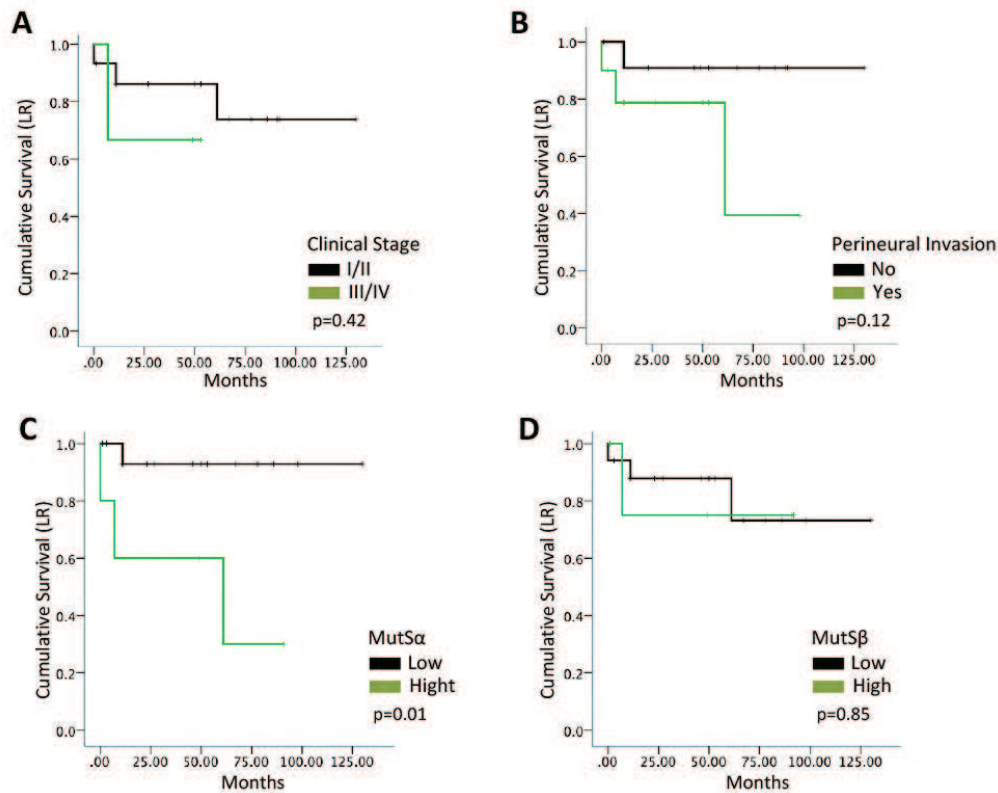 A
Cumulative Survival (LR)
1.0
0.8
0.6
0.4
0.2
0.0
Clinical Stage
I/II
III/IV
p=0.42
.00 25.00 50.00 75.00 100.00 125.00
Months
B
Cumulative Survival (LR)
1.0
0.8
0.6
0.4
0.2
0.0
Perineural Invasion
No
Yes
p=0.12
.00 25.00 50.00 75.00 100.00 125.00
Months
C
Cumulative Survival (LR)
1.0
0.8
0.6
0.4
0.2
0.0
MutSα
Low
Hight
p=0.01
.00 25.00 50.00 75.00 100.00 125.00
Months
D
Cumulative Survival (LR)
1.0
0.8
0.6
0.4
0.2
0.0
MutSβ
Low
High
p=0.85
.00 25.00 50.00 75.00 100.00 125.00
Months